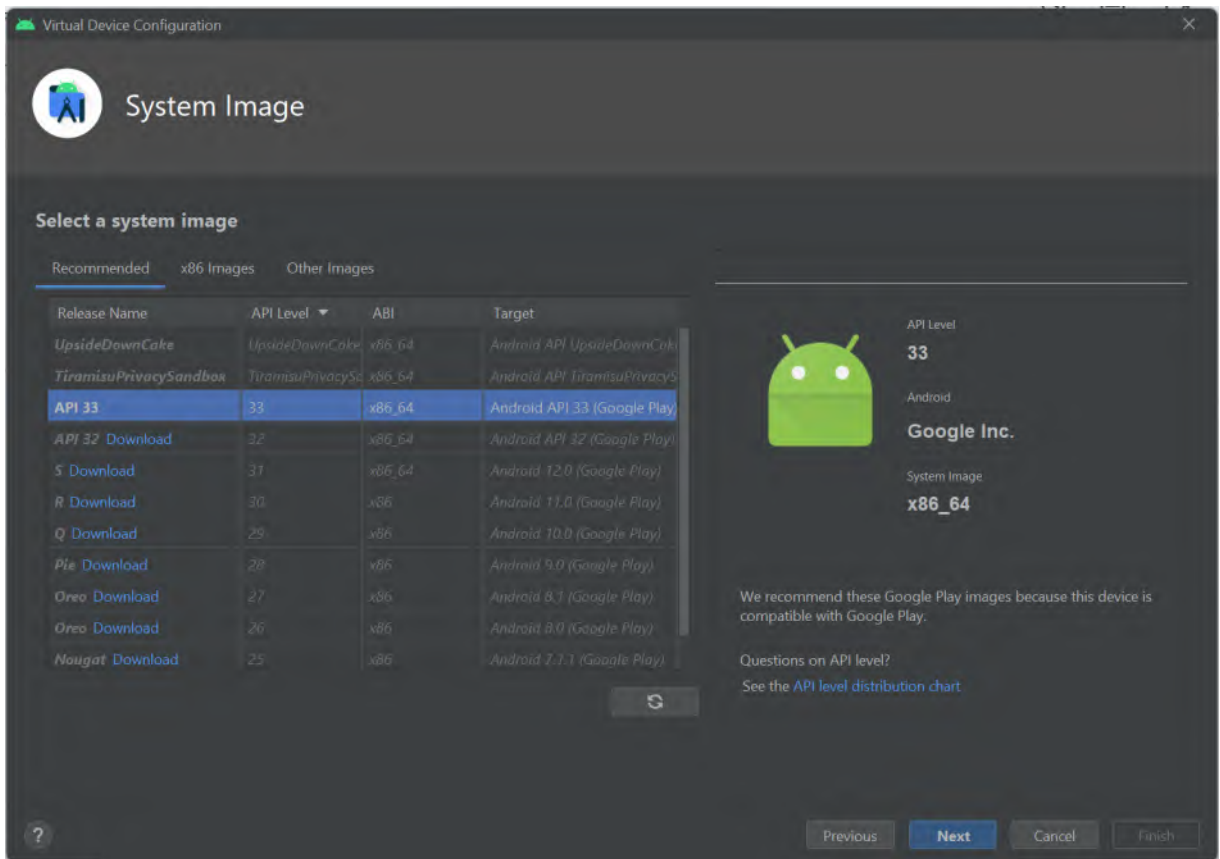 Virtual Device Configuration
System Image
Select a system image
Recommended x86 Images Other Images
Release Name API Level ABI Target
UpsideDownCake UpsideDownCake x86_64 Android API UpsideDownCak
TiramisuPrivacySandbox TiramisuPrivacySa x86_64 Android API TiramisuPrivacyS
API 33 33 x86_64 Android API 33 (Google Play)
API 32 Download 32 x86_64 Android API 32 (Google Play)
S Download 31 x86_64 Android 12.0 (Google Play)
R Download 30 x86 Android 11.0 (Google Play)
Q Download 29 x86 Android 10.0 (Google Play)
Pie Download 28 x86 Android 9.0 (Google Play)
Oreo Download 27 x86 Android 8.1 (Google Play)
Oreo Download 26 x86 Android 8.0 (Google Play)
Nougat Download 25 x86 Android 7.1.1 (Google Play)
API Level
33
Android
Google Inc.
System Image
x86_64
We recommend these Google Play images because this device is
compatible with Google Play.
Questions on API level?
See the API level distribution chart
? Previous Next Cancel Finish